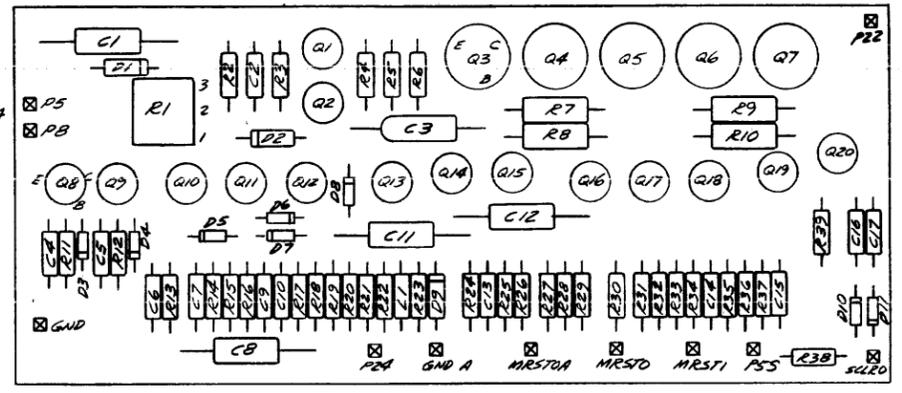 C1
D1
R2
C2
R3
Q1
Q2
R4
R5
R6
E
C
Q3
B
Q4
Q5
Q6
Q7
P22
P5
P8
R1
3
2
1
D2
C3
R7
R8
R9
R10
E
Q8
C
B
Q9
Q10
Q11
Q12
D8
Q13
Q14
Q15
Q16
Q17
Q18
Q19
Q20
C4
R11
D3
C5
R12
D4
D5
D6
D7
C11
C12
R39
C16
C17
C6
R13
C7
R14
R15
R16
C9
C10
R17
R18
R19
R20
R21
R22
L1
R23
D9
R24
C13
R25
R26
R27
R28
R29
R30
R31
R32
R33
R34
C14
R35
R36
R37
C15
D10
D11
GND
C8
P24
GND A
MRST0A
MRST0
MRST1
P55
R38
SCLR0